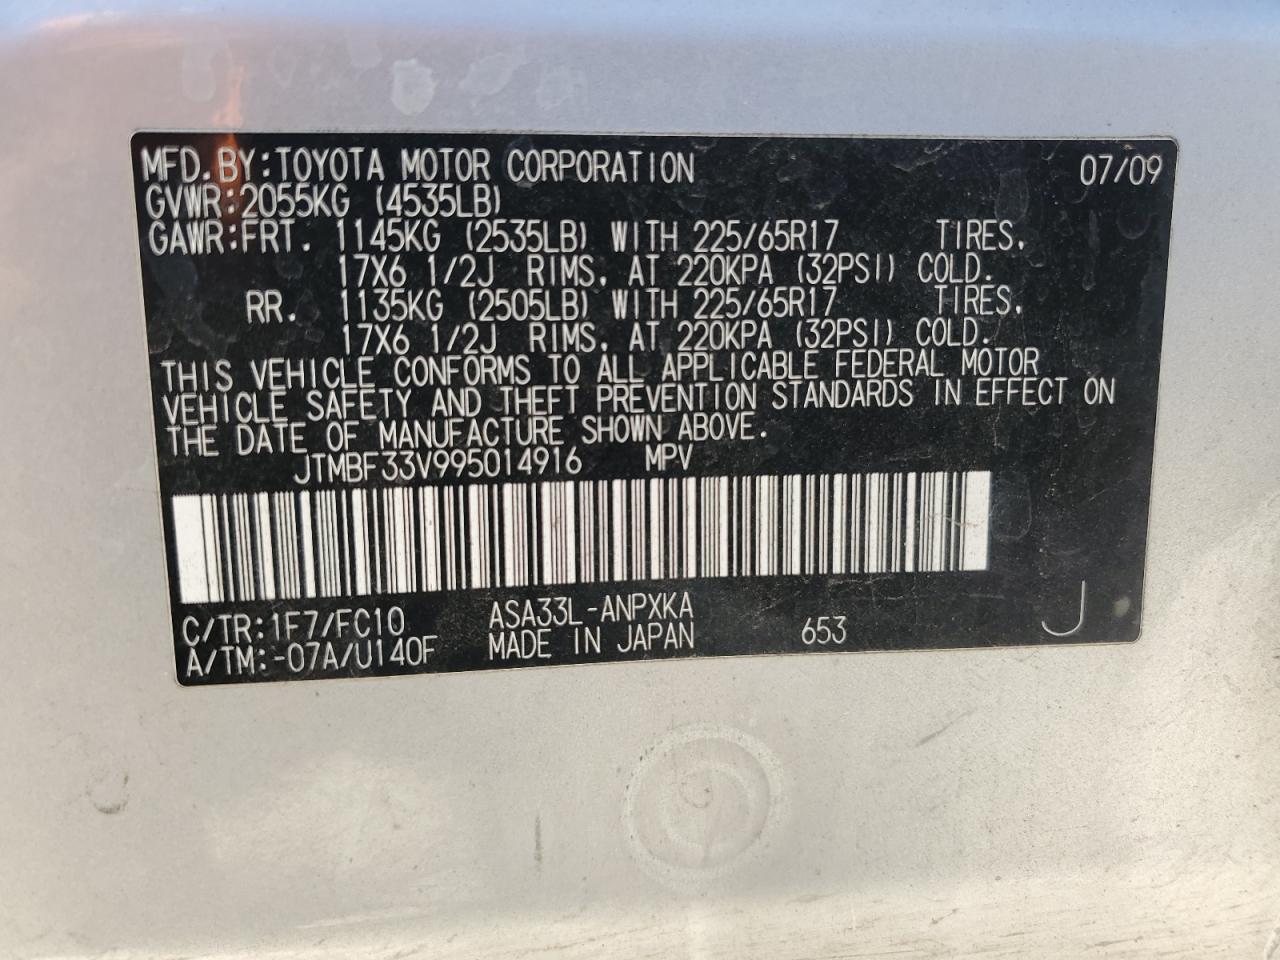 MFD.BY:TOYOTA MOTOR CORPORATION 07/09
GVWR:2055KG (4535LB)
GAWR:FRT. 1145KG (2535LB) WITH 225/65R17 TIRES,
17X6 1/2J RIMS, AT 220KPA (32PSI) COLD.
RR. 1135KG (2505LB) WITH 225/65R17 TIRES,
17X6 1/2J RIMS, AT 220KPA (32PSI) COLD.
THIS VEHICLE CONFORMS TO ALL APPLICABLE FEDERAL MOTOR
VEHICLE SAFETY AND THEFT PREVENTION STANDARDS IN EFFECT ON
THE DATE OF MANUFACTURE SHOWN ABOVE.
JTMBF33V995014916 MPV
C/TR:1F7/FC10 ASA33L-ANPXKA
A/TM:-07A/U140F MADE IN JAPAN 653 J